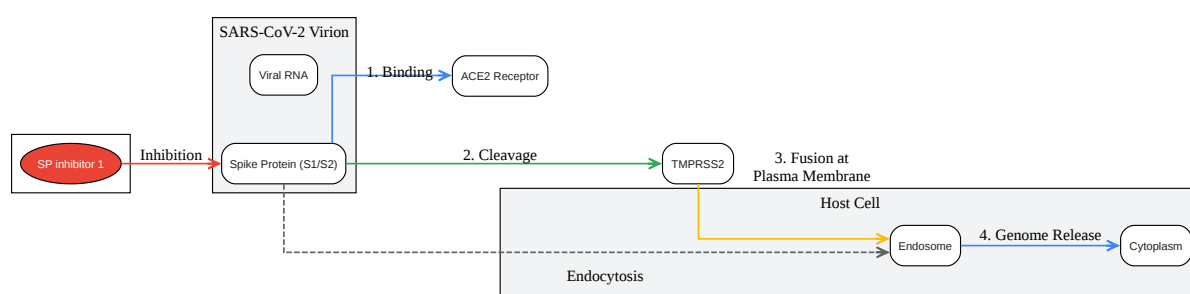 SARS-CoV-2 Virion
Viral RNA
1. Binding
ACE2 Receptor
SP inhibitor 1
Inhibition
Spike Protein (S1/S2)
2. Cleavage
TMPRSS2
3. Fusion at
Plasma Membrane
Host Cell
Endosome
4. Genome Release
Cytoplasm
Endocytosis